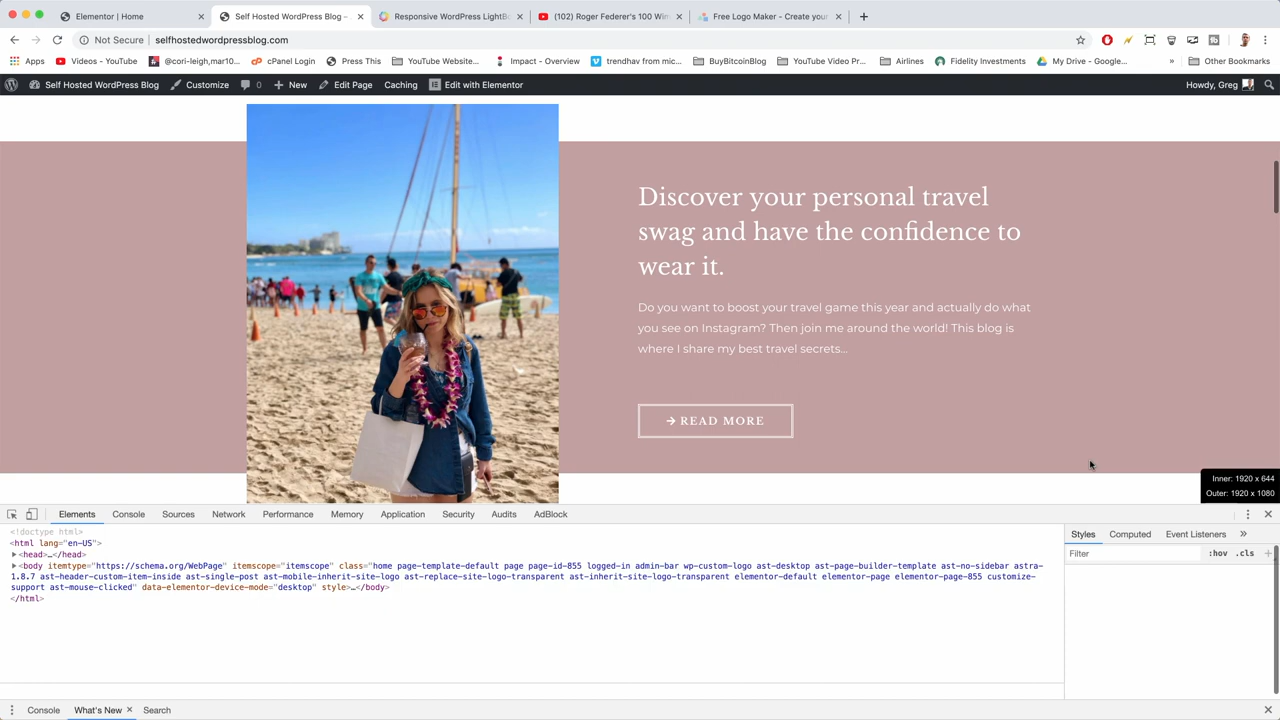 Elementor | Home
Self Hosted WordPress Blog –
Responsive WordPress LightBo
(102) Roger Federer's 100 Win
Free Logo Maker - Create your
Not Secure | selfhostedwordpressblog.com
Apps
Videos - YouTube
@cori-leigh,mar10...
cPanel Login
Press This
YouTube Website...
Impact - Overview
trendhav from mic...
BuyBitcoinBlog
YouTube Video Pr...
Airlines
Fidelity Investments
My Drive - Google...
»
Other Bookmarks
Self Hosted WordPress Blog
Customize
0
New
Edit Page
Caching
Edit with Elementor
Howdy, Greg
Discover your personal travel
swag and have the confidence to
wear it.
Do you want to boost your travel game this year and actually do what
you see on Instagram? Then join me around the world! This blog is
where I share my best travel secrets...
READ MORE
Inner: 1920 x 644
Outer: 1920 x 1080
Elements
Console
Sources
Network
Performance
Memory
Application
Security
Audits
AdBlock
<!doctype html>
<html lang="en-US">
<head>…</head>
<body itemtype="https://schema.org/WebPage" itemscope="itemscope" class="home page-template-default page page-id-855 logged-in admin-bar wp-custom-logo ast-desktop ast-page-builder-template ast-no-sidebar astra-
1.8.7 ast-header-custom-item-inside ast-single-post ast-mobile-inherit-site-logo ast-replace-site-logo-transparent ast-inherit-site-logo-transparent elementor-default elementor-page elementor-page-855 customize-
support ast-mouse-clicked" data-elementor-device-mode="desktop" style>…</body>
</html>
Styles
Computed
Event Listeners
»
Filter
:hov
.cls
Console
What's New
Search